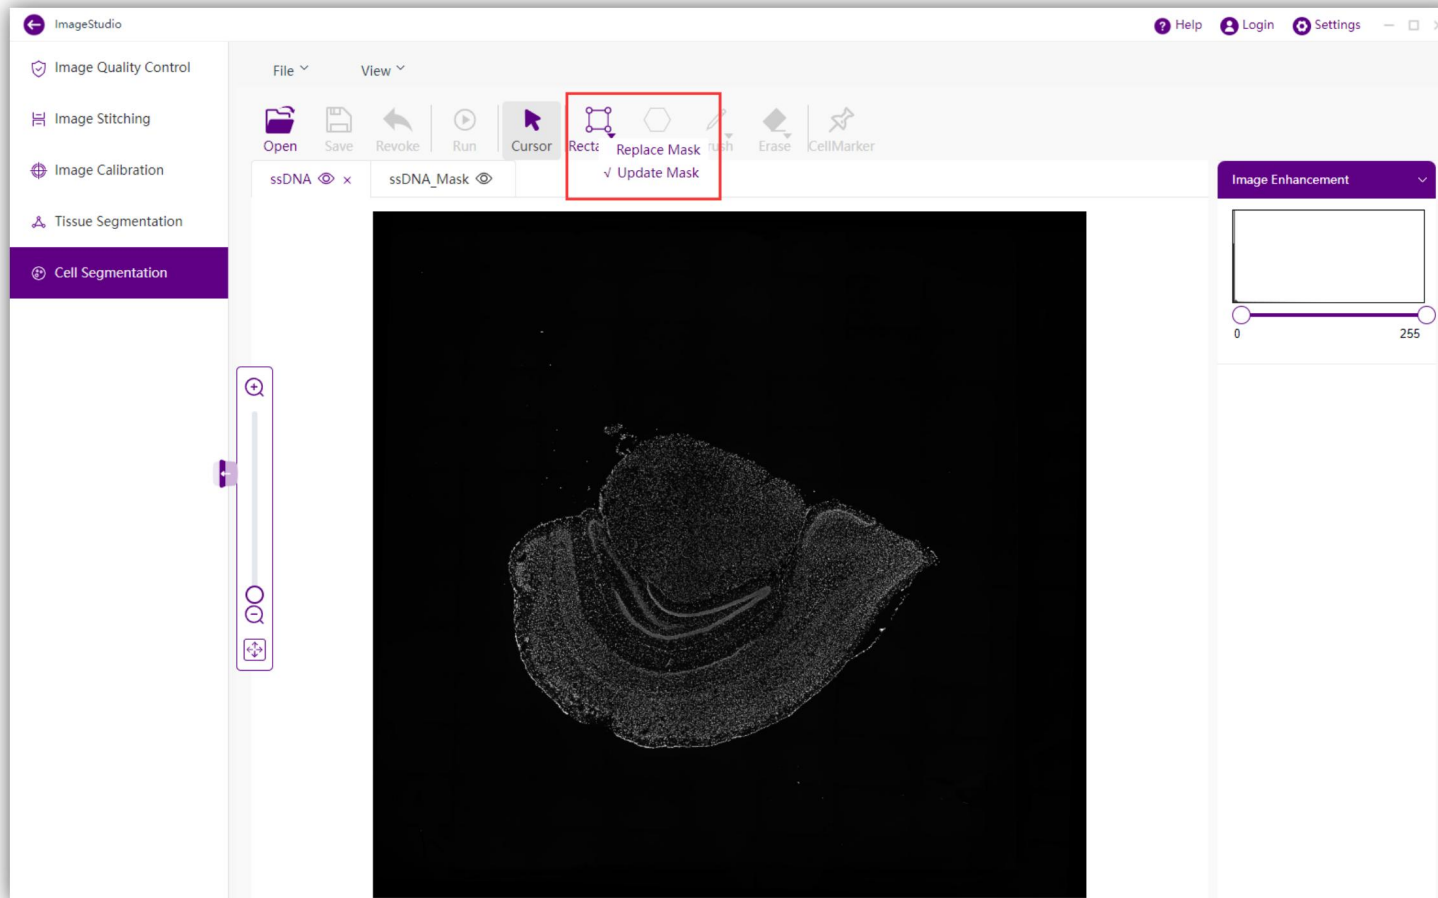 ImageStudio
Help Login Settings
Image Quality Control
Image Stitching
Image Calibration
Tissue Segmentation
Cell Segmentation
File View
Open Save Revoke Run Cursor Recta Erase CellMarker
Replace Mask
√ Update Mask
ssDNA × ssDNA_Mask
Image Enhancement
0 255